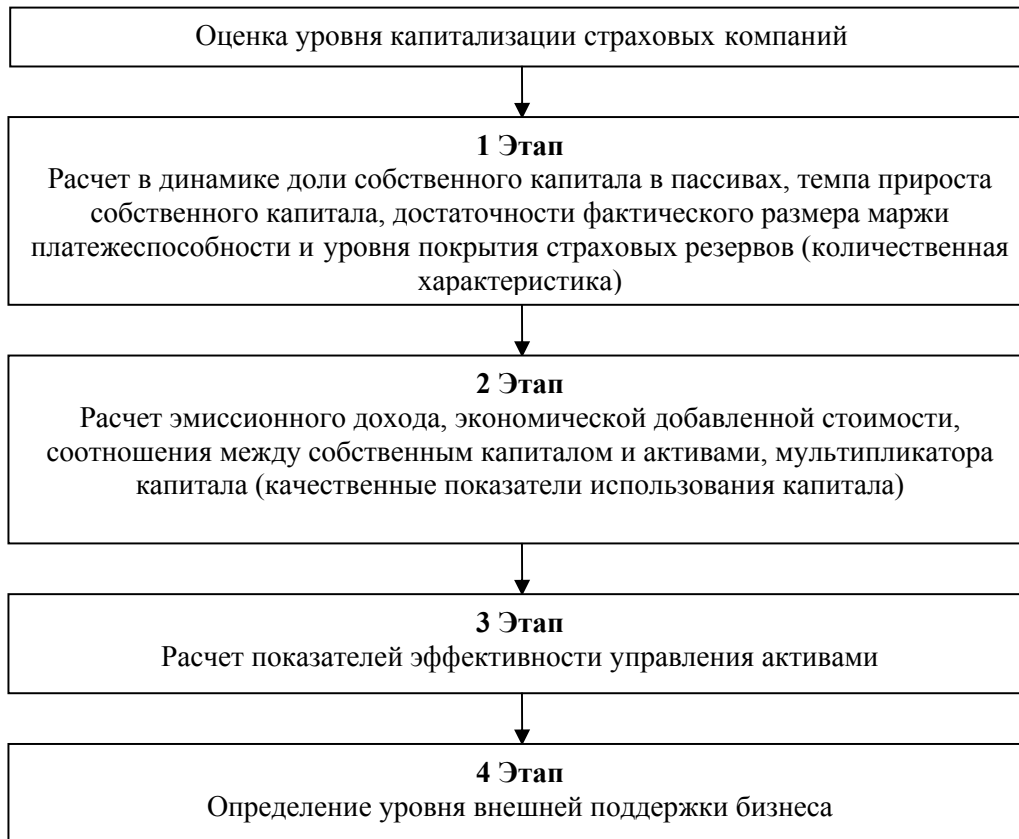 Оценка уровня капитализации страховых компаний
1 Этап
Расчет в динамике доли собственного капитала в пассивах, темпа прироста
собственного капитала, достаточности фактического размера маржи
платежеспособности и уровня покрытия страховых резервов (количественная
характеристика)
2 Этап
Расчет эмиссионного дохода, экономической добавленной стоимости,
соотношения между собственным капиталом и активами, мультипликатора
капитала (качественные показатели использования капитала)
3 Этап
Расчет показателей эффективности управления активами
4 Этап
Определение уровня внешней поддержки бизнеса